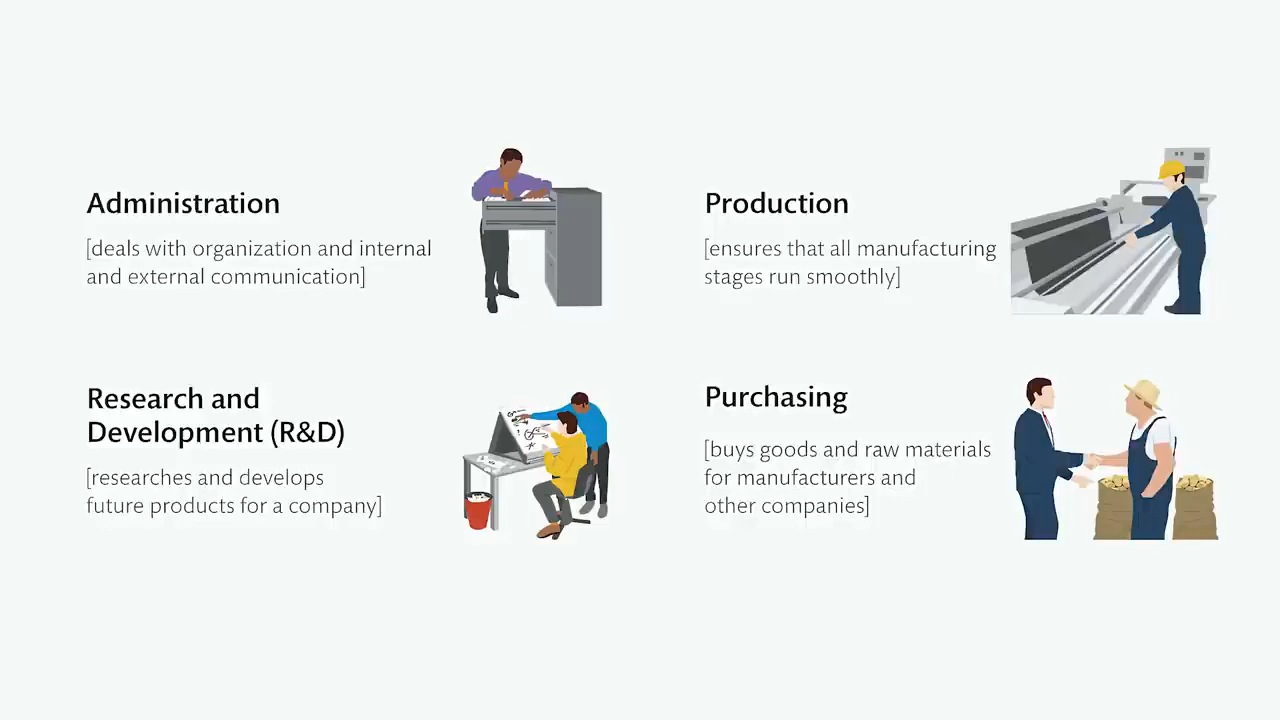 Administration
[deals with organization and internal
and external communication]
Production
[ensures that all manufacturing
stages run smoothly]
Research and
Development (R&D)
[researches and develops
future products for a company]
Purchasing
[buys goods and raw materials
for manufacturers and
other companies]